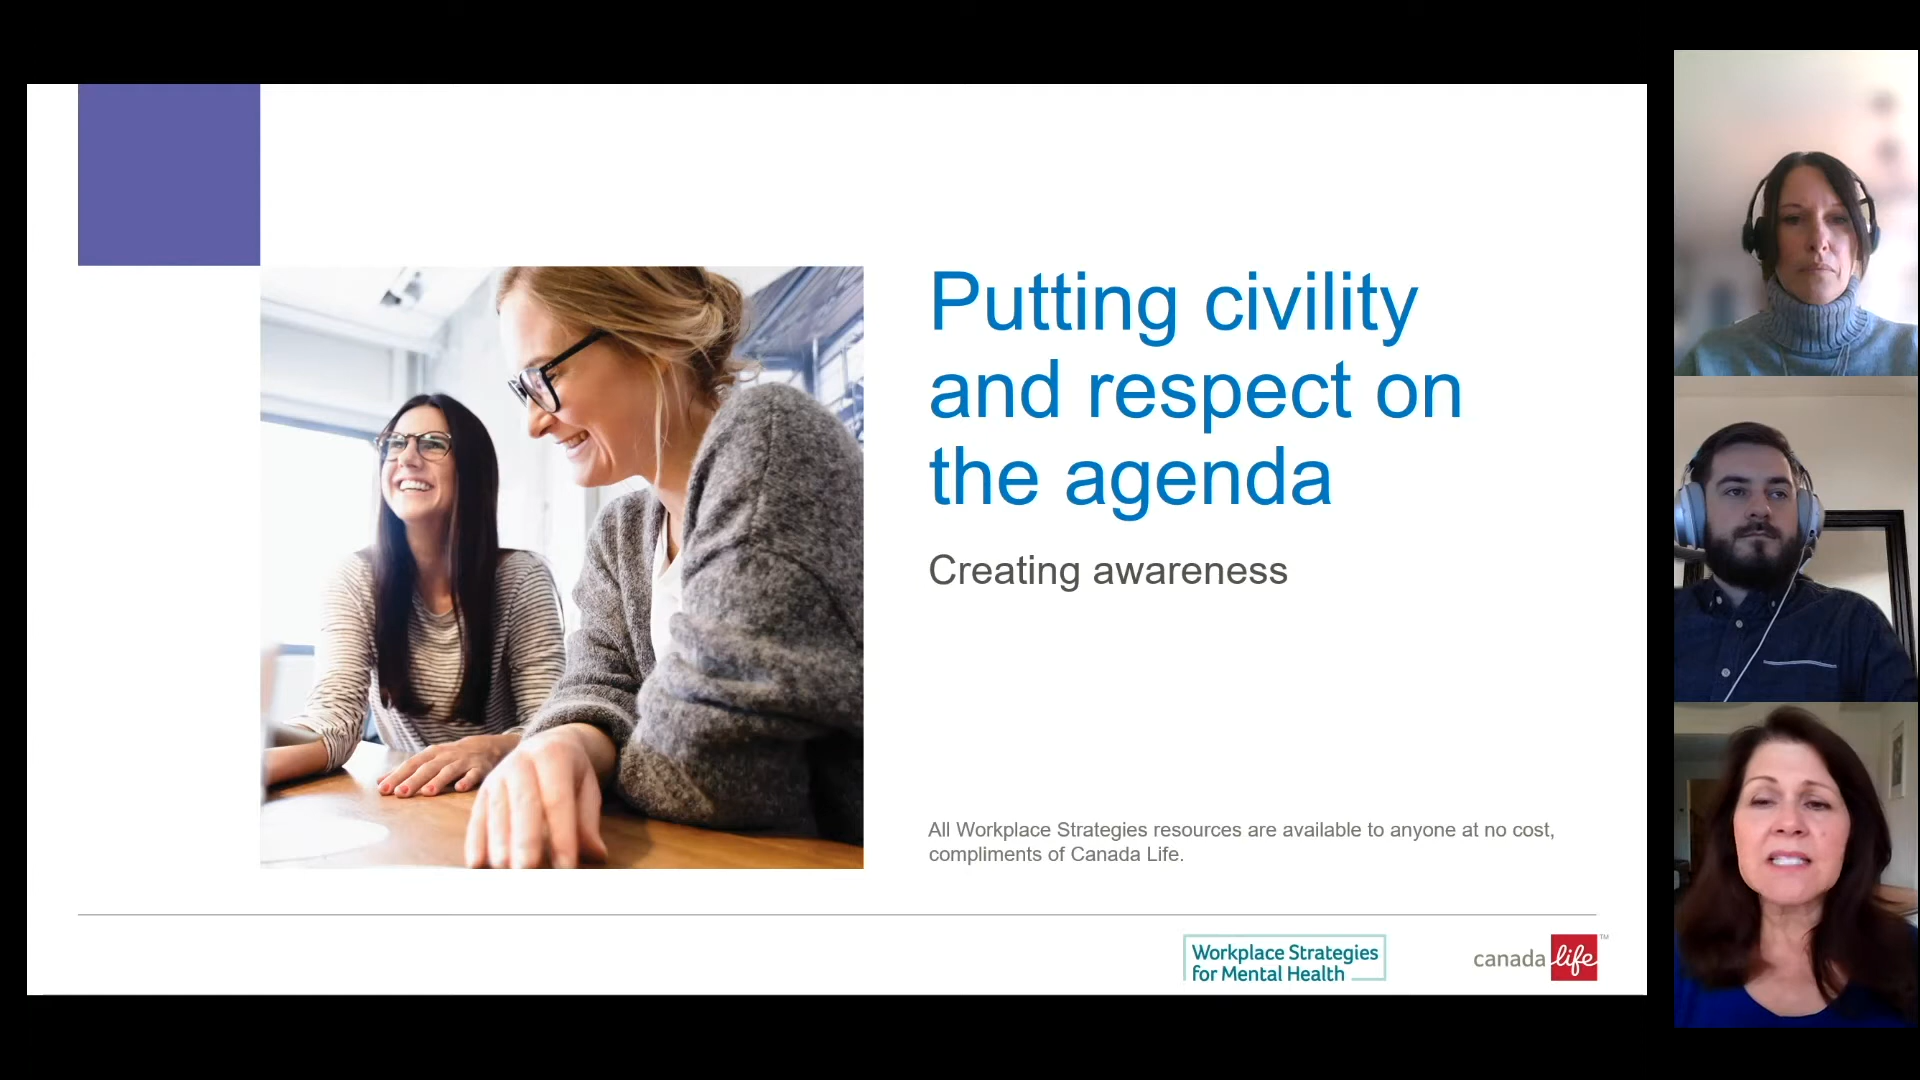 Putting civility
and respect on
the agenda
Creating awareness
All Workplace Strategies resources are available to anyone at no cost,
compliments of Canada Life.
Workplace Strategies
for Mental Health
canada life TM